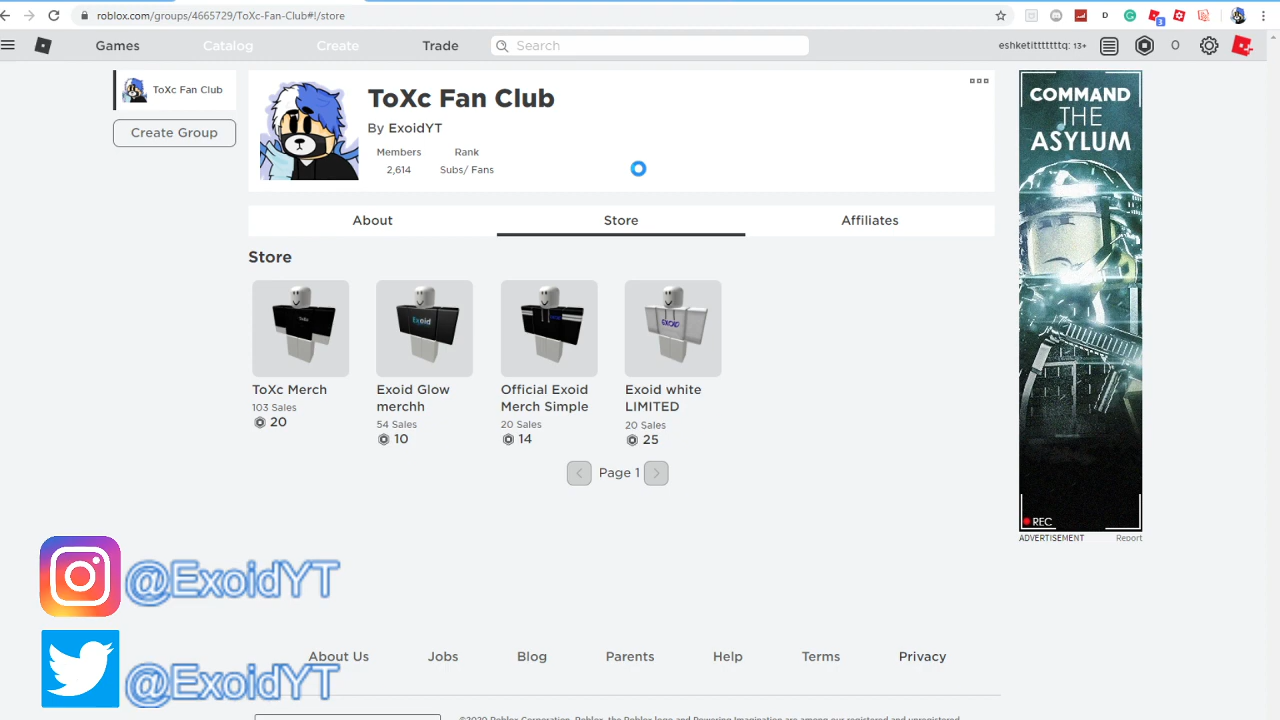 roblox.com/groups/4665729/ToXc-Fan-Club#!/store
Games Catalog Create Trade Search eshketitttttttq: 13+ 0
ToXc Fan Club
Create Group
ToXc Fan Club
By ExoidYT
Members Rank
2,614 Subs/ Fans
About Store Affiliates
Store
ToXc Merch
103 Sales
20
Exoid Glow
merchh
54 Sales
10
Official Exoid
Merch Simple
20 Sales
14
Exoid white
LIMITED
20 Sales
25
Page 1
COMMAND
THE
ASYLUM
REC
ADVERTISEMENT Report
@ExoidYT
@ExoidYT
About Us Jobs Blog Parents Help Terms Privacy